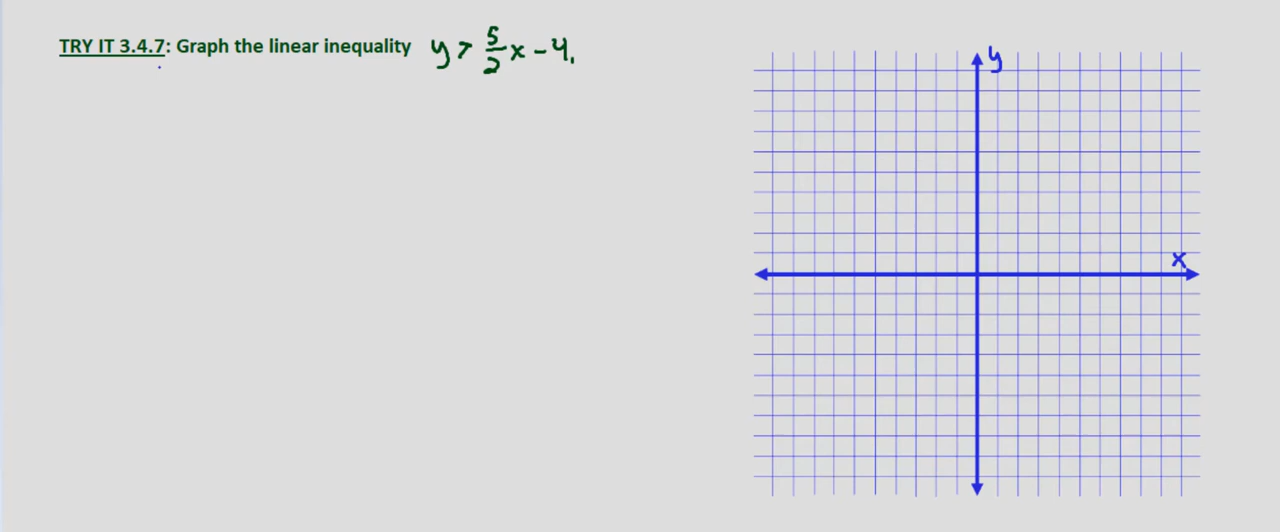 TRY IT 3.4.7: Graph the linear inequality y > 5/2 x - 4.
y
x